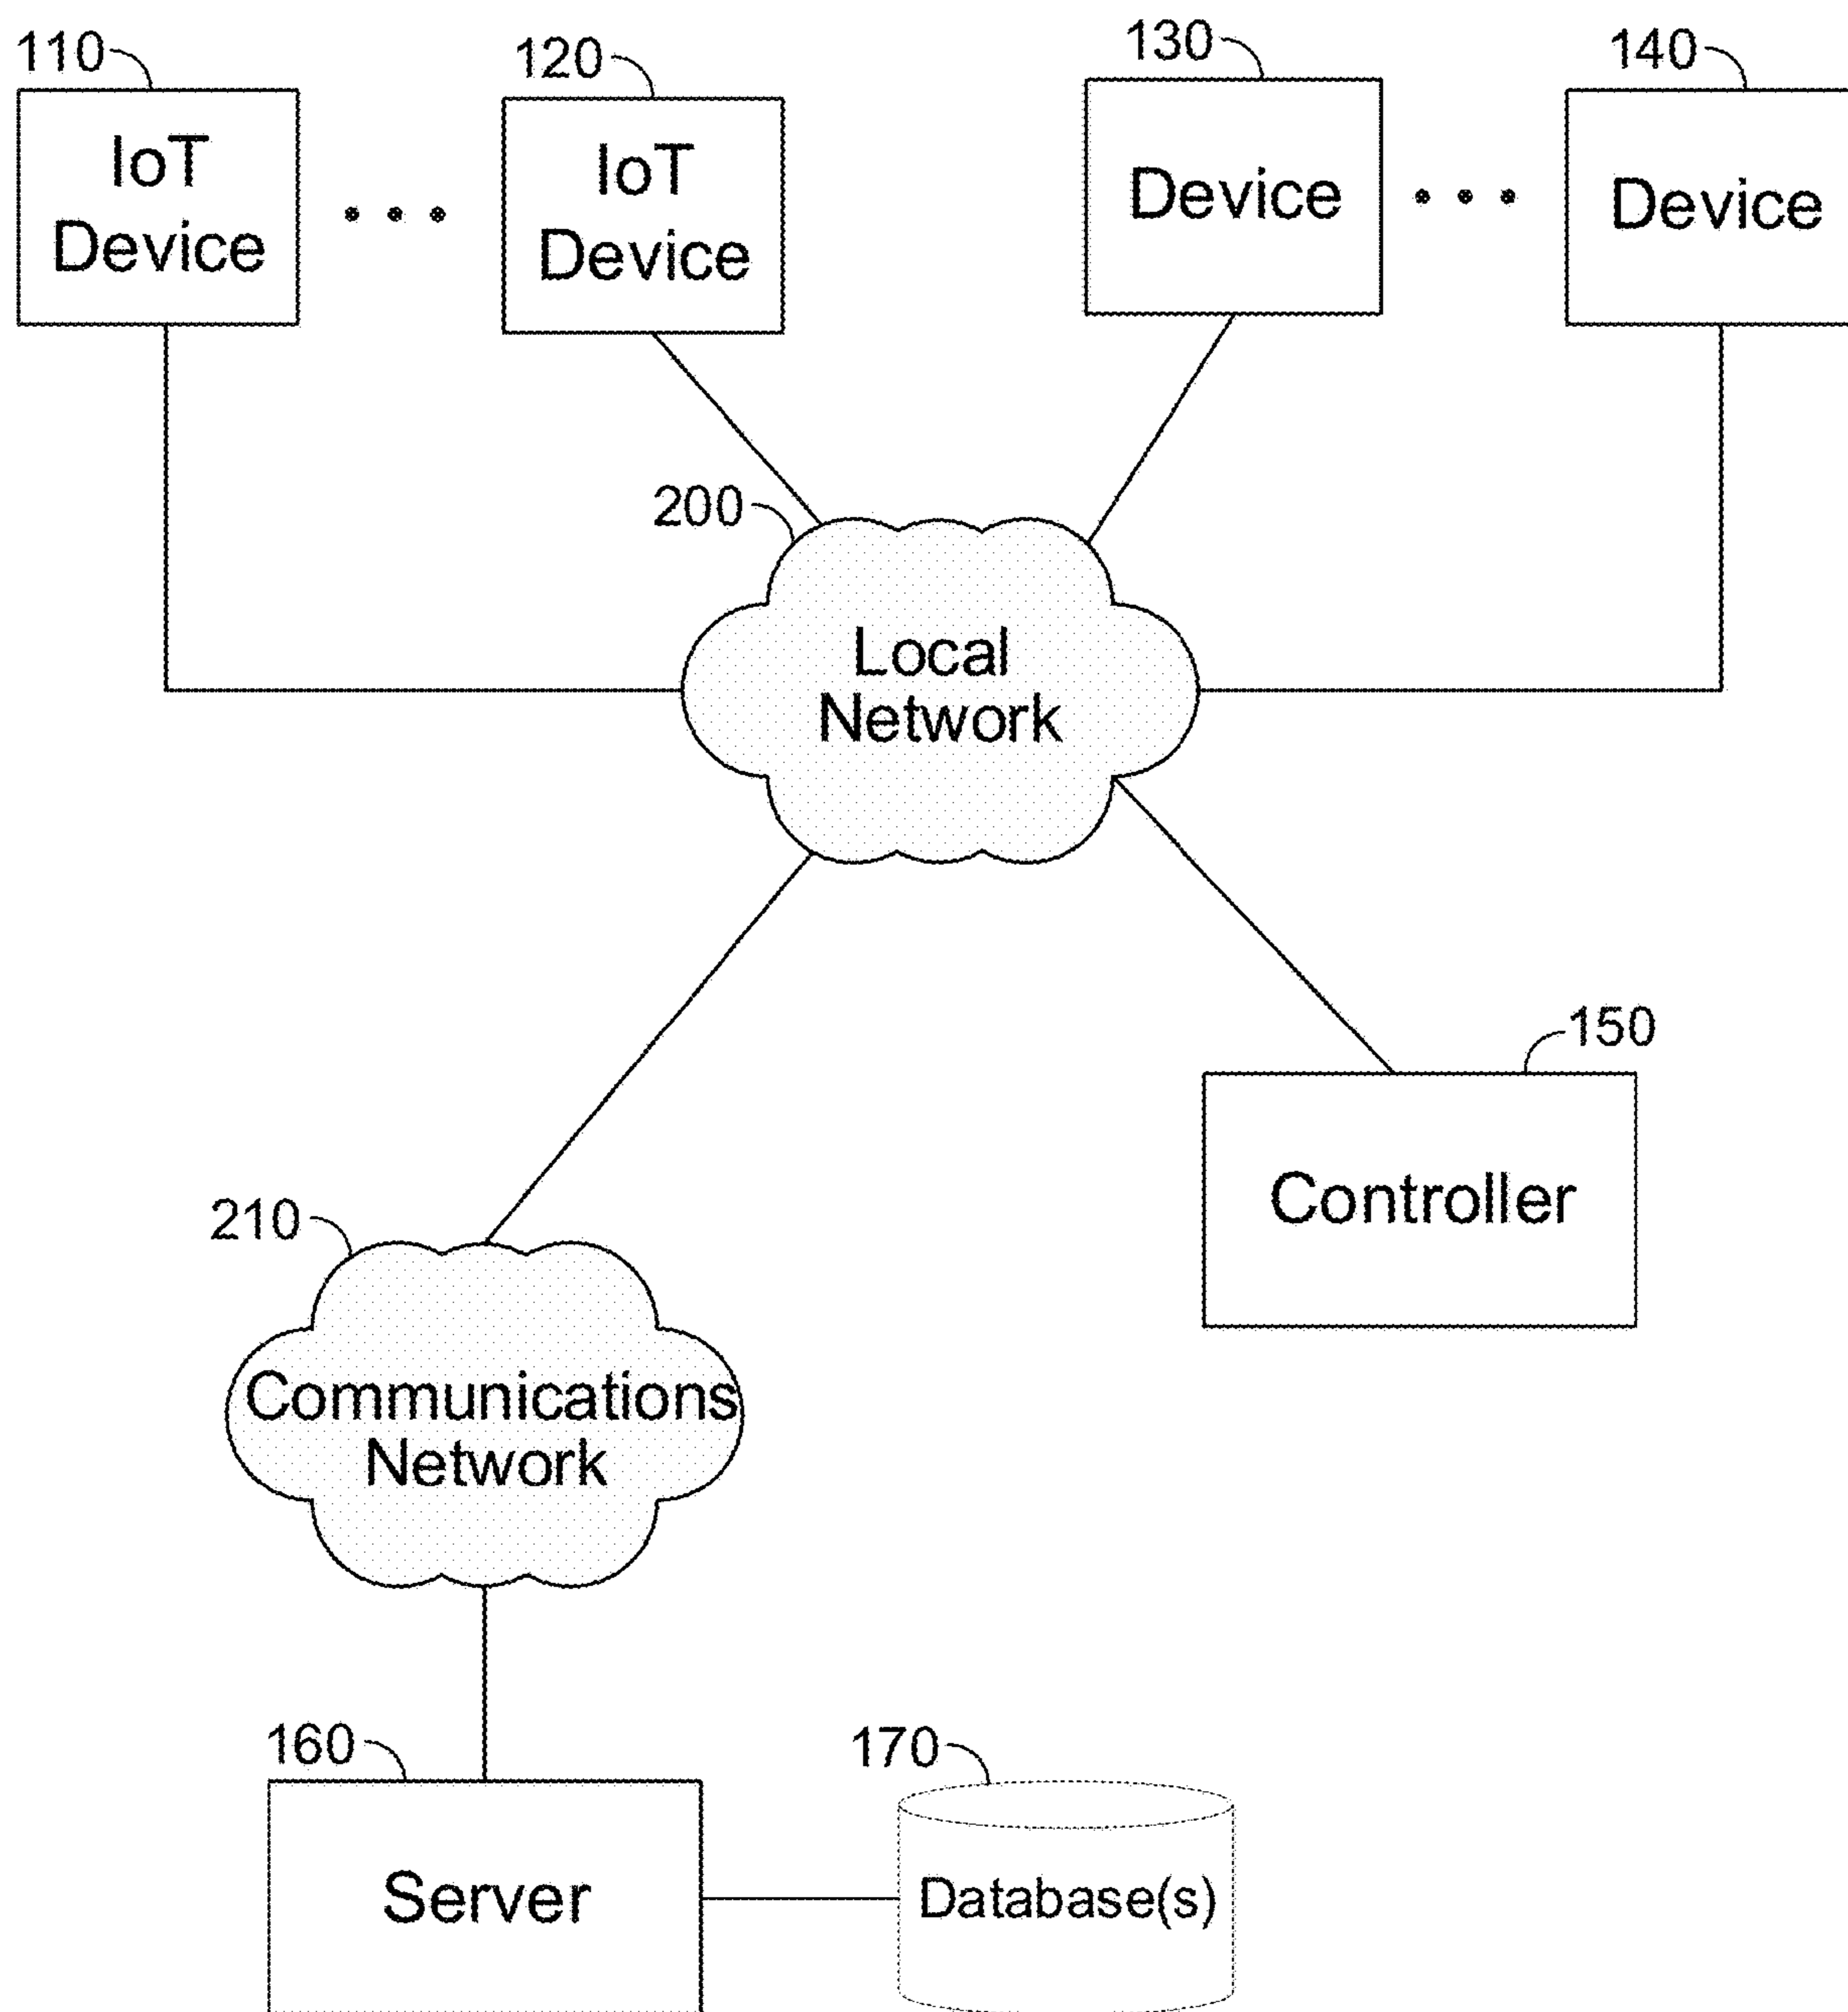 110
120
130
140
IoT
Device
IoT
Device
Device
Device
200
Local
Network
150
Controller
210
Communications
Network
160
170
Server
Database(s)